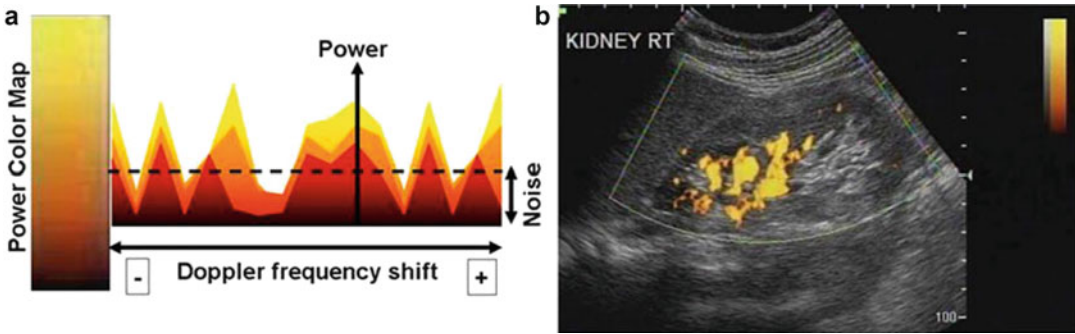 a
Power Color Map
Power
Noise
Doppler frequency shift
-
+
b
KIDNEY RT
100